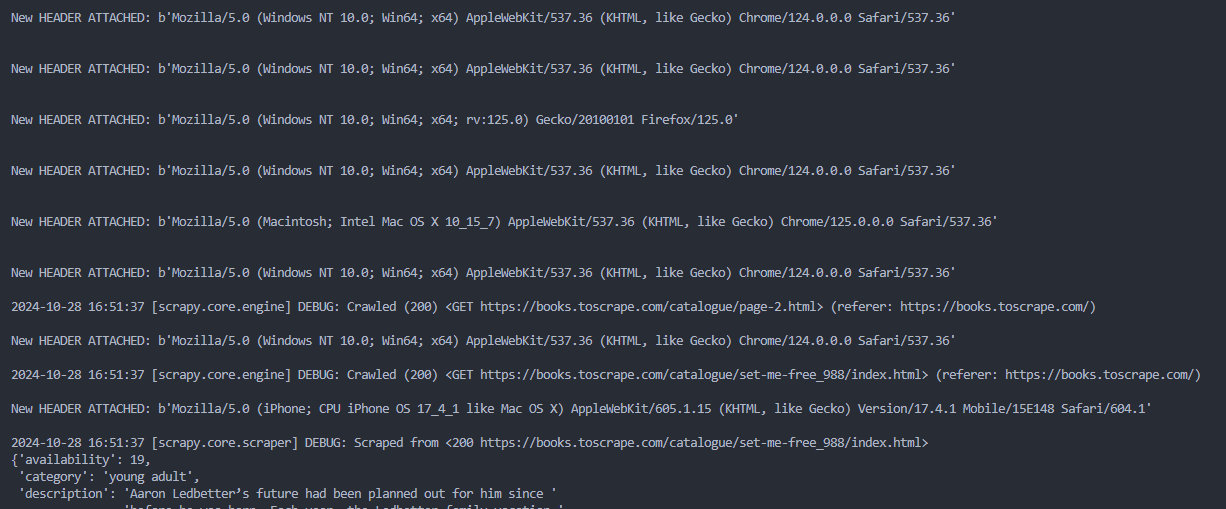 New HEADER ATTACHED: b'Mozilla/5.0 (Windows NT 10.0; Win64; x64) AppleWebKit/537.36 (KHTML, like Gecko) Chrome/124.0.0.0 Safari/537.36'
New HEADER ATTACHED: b'Mozilla/5.0 (Windows NT 10.0; Win64; x64) AppleWebKit/537.36 (KHTML, like Gecko) Chrome/124.0.0.0 Safari/537.36'
New HEADER ATTACHED: b'Mozilla/5.0 (Windows NT 10.0; Win64; x64; rv:125.0) Gecko/20100101 Firefox/125.0'
New HEADER ATTACHED: b'Mozilla/5.0 (Windows NT 10.0; Win64; x64) AppleWebKit/537.36 (KHTML, like Gecko) Chrome/124.0.0.0 Safari/537.36'
New HEADER ATTACHED: b'Mozilla/5.0 (Macintosh; Intel Mac OS X 10_15_7) AppleWebKit/537.36 (KHTML, like Gecko) Chrome/125.0.0.0 Safari/537.36'
New HEADER ATTACHED: b'Mozilla/5.0 (Windows NT 10.0; Win64; x64) AppleWebKit/537.36 (KHTML, like Gecko) Chrome/124.0.0.0 Safari/537.36'
2024-10-28 16:51:37 [scrapy.core.engine] DEBUG: Crawled (200) <GET https://books.toscrape.com/catalogue/page-2.html> (referer: https://books.toscrape.com/)
New HEADER ATTACHED: b'Mozilla/5.0 (Windows NT 10.0; Win64; x64) AppleWebKit/537.36 (KHTML, like Gecko) Chrome/124.0.0.0 Safari/537.36'
2024-10-28 16:51:37 [scrapy.core.engine] DEBUG: Crawled (200) <GET https://books.toscrape.com/catalogue/set-me-free_988/index.html> (referer: https://books.toscrape.com/)
New HEADER ATTACHED: b'Mozilla/5.0 (iPhone; CPU iPhone OS 17_4_1 like Mac OS X) AppleWebKit/605.1.15 (KHTML, like Gecko) Version/17.4.1 Mobile/15E148 Safari/604.1'
2024-10-28 16:51:37 [scrapy.core.scraper] DEBUG: Scraped from <200 https://books.toscrape.com/catalogue/set-me-free_988/index.html>
{'availability': 19,
'category': 'young adult',
'description': 'Aaron Ledbetter’s future had been planned out for him since '
'before he was born. Each year, the Ledbetter family vacation '